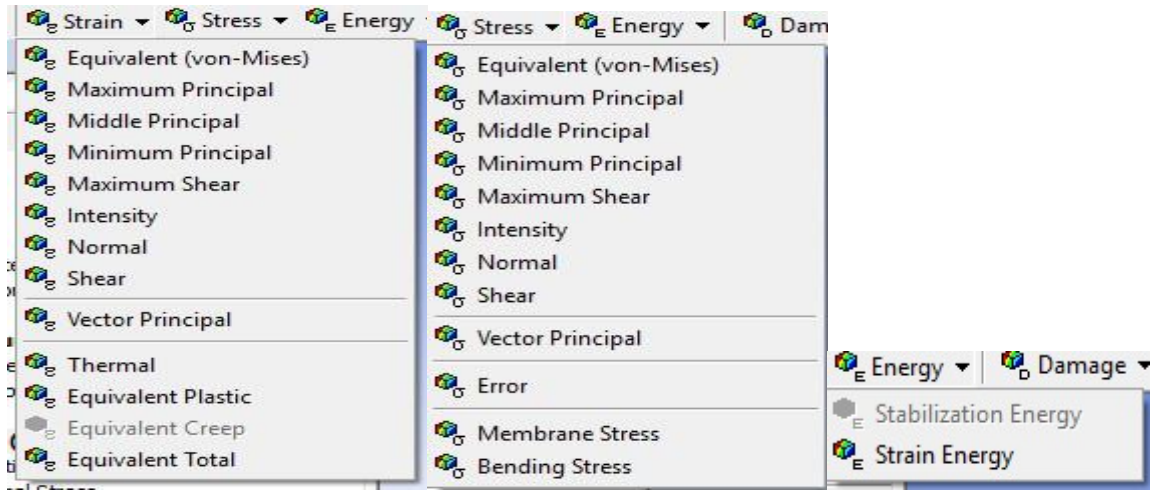 Strain Stress Energy
Equivalent (von-Mises)
Maximum Principal
Middle Principal
Minimum Principal
Maximum Shear
Intensity
Normal
Shear
Vector Principal
Thermal
Equivalent Plastic
Equivalent Creep
Equivalent Total
Stress Energy Dam
Equivalent (von-Mises)
Maximum Principal
Middle Principal
Minimum Principal
Maximum Shear
Intensity
Normal
Shear
Vector Principal
Error
Membrane Stress
Bending Stress
Energy Damage
Stabilization Energy
Strain Energy